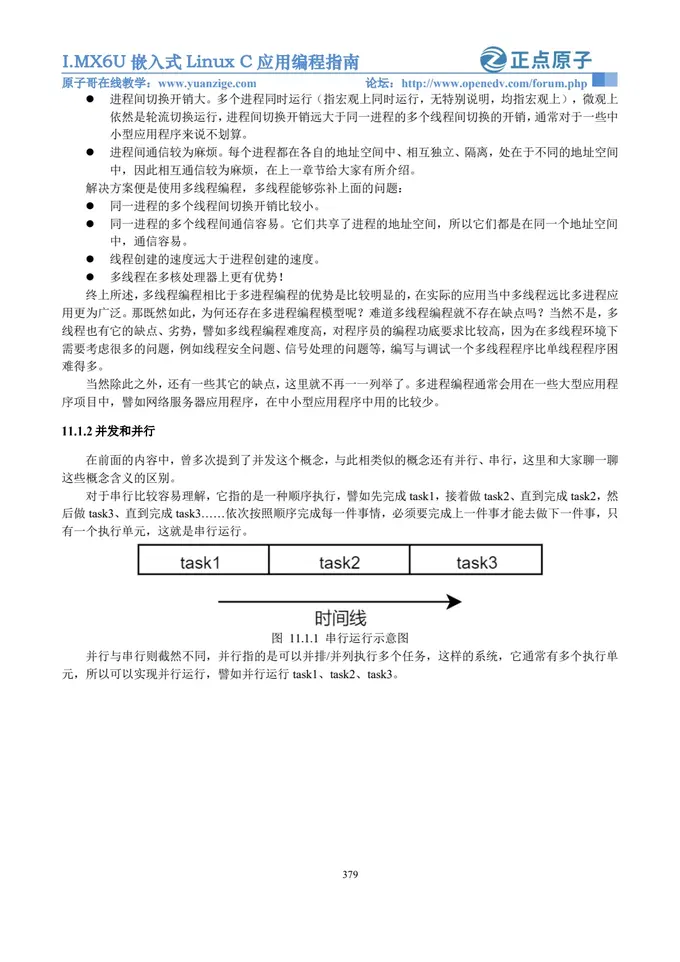 I.MX6U 嵌入式 Linux C 应用编程指南
正点原子
原子哥在线教学：www.yuanzige.com 论坛：http://www.openedv.com/forum.php
● 进程间切换开销大。多个进程同时运行（指宏观上同时运行，无特别说明，均指宏观上），微观上
依然是轮流切换运行，进程间切换开销远大于同一进程的多个线程间切换的开销，通常对于一些中
小型应用程序来说不划算。
● 进程间通信较为麻烦。每个进程都在各自的地址空间中、相互独立、隔离，处在于不同的地址空间
中，因此相互通信较为麻烦，在上一章节给大家有所介绍。
解决方案便是使用多线程编程，多线程能够弥补上面的问题：
● 同一进程的多个线程间切换开销比较小。
● 同一进程的多个线程间通信容易。它们共享了进程的地址空间，所以它们都是在同一个地址空间
中，通信容易。
● 线程创建的速度远大于进程创建的速度。
● 多线程在多核处理器上更有优势！
终上所述，多线程编程相比于多进程编程的优势是比较明显的，在实际的应用当中多线程远比多进程应
用更为广泛。那既然如此，为何还存在多进程编程模型呢？难道多线程编程就不存在缺点吗？当然不是，多
线程也有它的缺点、劣势，譬如多线程编程难度高，对程序员的编程功底要求比较高，因为在多线程环境下
需要考虑很多的问题，例如线程安全问题、信号处理的问题等，编写与调试一个多线程程序比单线程程序困
难得多。
当然除此之外，还有一些其它的缺点，这里就不再一一列举了。多进程编程通常会用在一些大型应用程
序项目中，譬如网络服务器应用程序，在中小型应用程序中用的比较少。
11.1.2 并发和并行
在前面的内容中，曾多次提到了并发这个概念，与此相类似的概念还有并行、串行，这里和大家聊一聊
这些概念含义的区别。
对于串行比较容易理解，它指的是一种顺序执行，譬如先完成 task1，接着做 task2、直到完成 task2，然
后做 task3、直到完成 task3……依次按照顺序完成每一件事情，必须要完成上一件事才能去做下一件事，只
有一个执行单元，这就是串行运行。
task1 task2 task3
时间线
图 11.1.1 串行运行示意图
并行与串行则截然不同，并行指的是可以并排/并列执行多个任务，这样的系统，它通常有多个执行单
元，所以可以实现并行运行，譬如并行运行 task1、task2、task3。
379